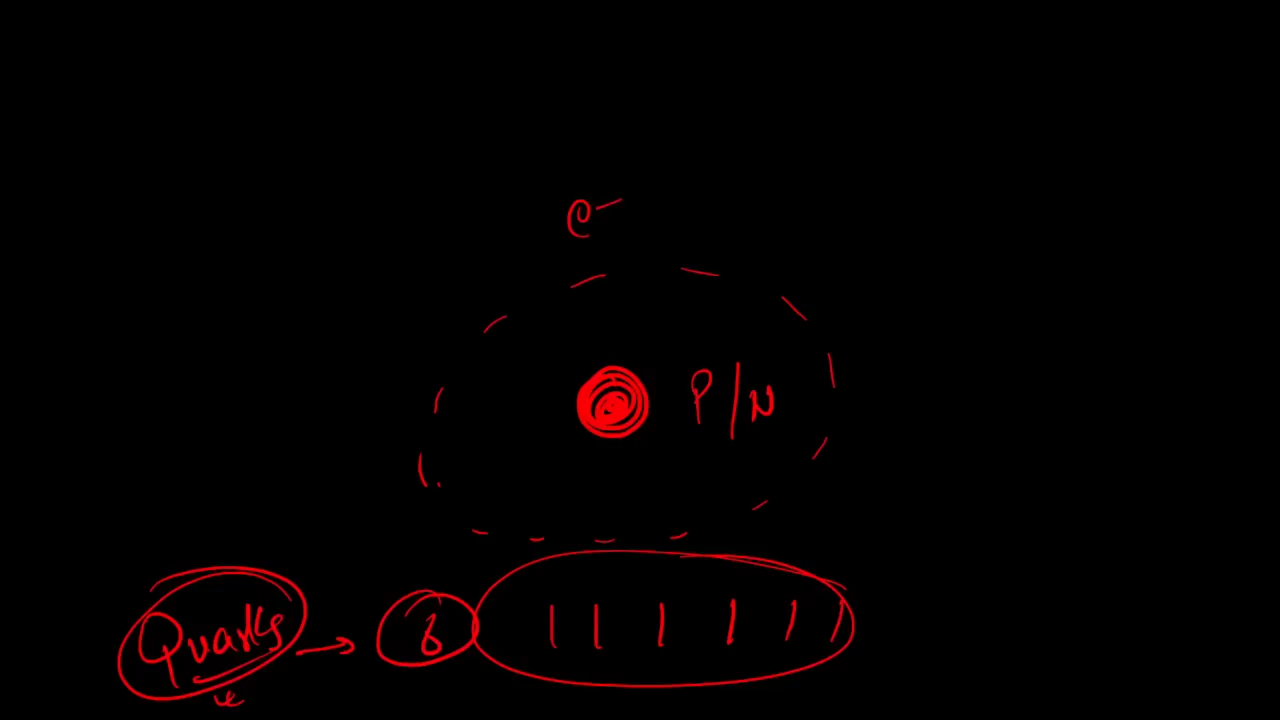 e-
P/N
Quarks → 6 | | | | | |